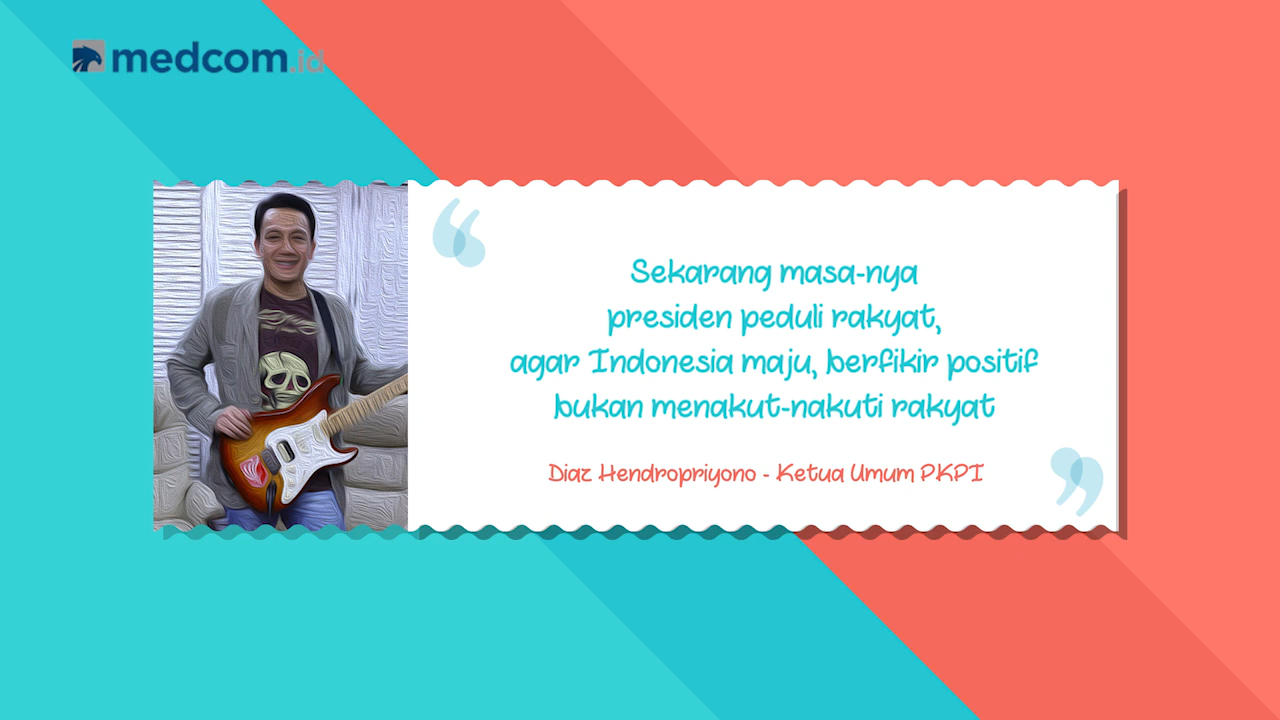 medcom.id
Sekarang masa-nya
presiden peduli rakyat,
agar Indonesia maju, berfikir positif
bukan menakut-nakuti rakyat
Diaz Hendropriyono - Ketua Umum PKPI